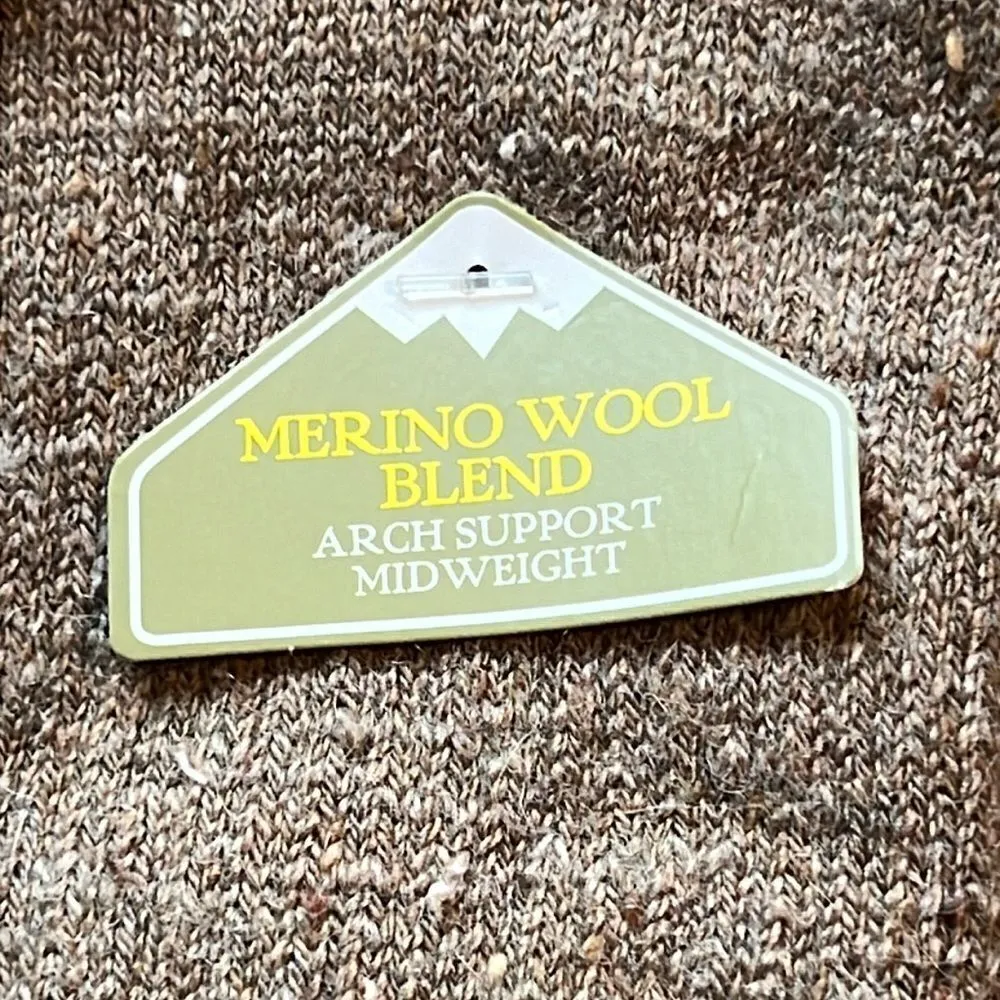 MERINO WOOL
BLEND
ARCH SUPPORT
MIDWEIGHT